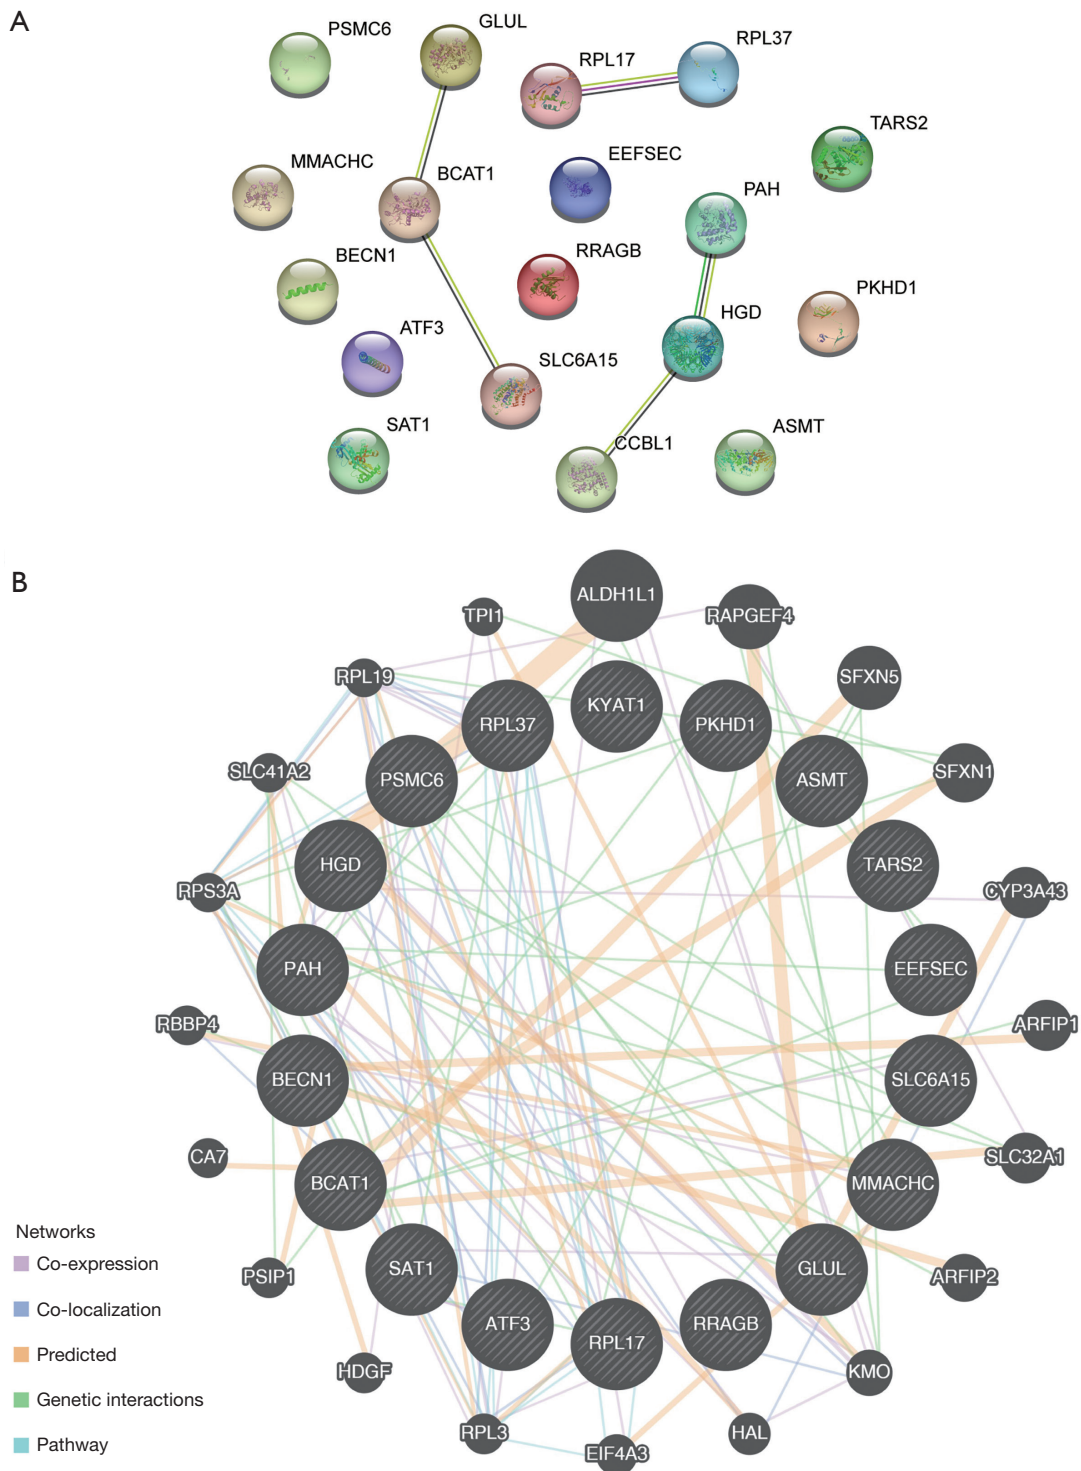 A
PSMC6
GLUL
RPL17
RPL37
TARS2
MMACHC
BCAT1
EEFSEC
PAH
BECN1
RRAGB
PKHD1
ATF3
HGD
SLC6A15
SAT1
CCBL1
ASMT
B
ALDH1L1
TPI1
RAPGEF4
RPL19
SFXN5
KYAT1
RPL37
PKHD1
SLC41A2
PSMC6
ASMT
SFXN1
HGD
TARS2
RPS3A
CYP3A43
PAH
EEFSEC
RBBP4
ARFIP1
BECN1
SLC6A15
CA7
SLC32A1
BCAT1
MMACHC
Networks
Co-expression
SAT1
GLUL
PSIP1
ARFIP2
Co-localization
ATF3
RRAGB
RPL17
Predicted
HDGF
KMO
Genetic interactions
RPL3
HAL
Pathway
EIF4A3